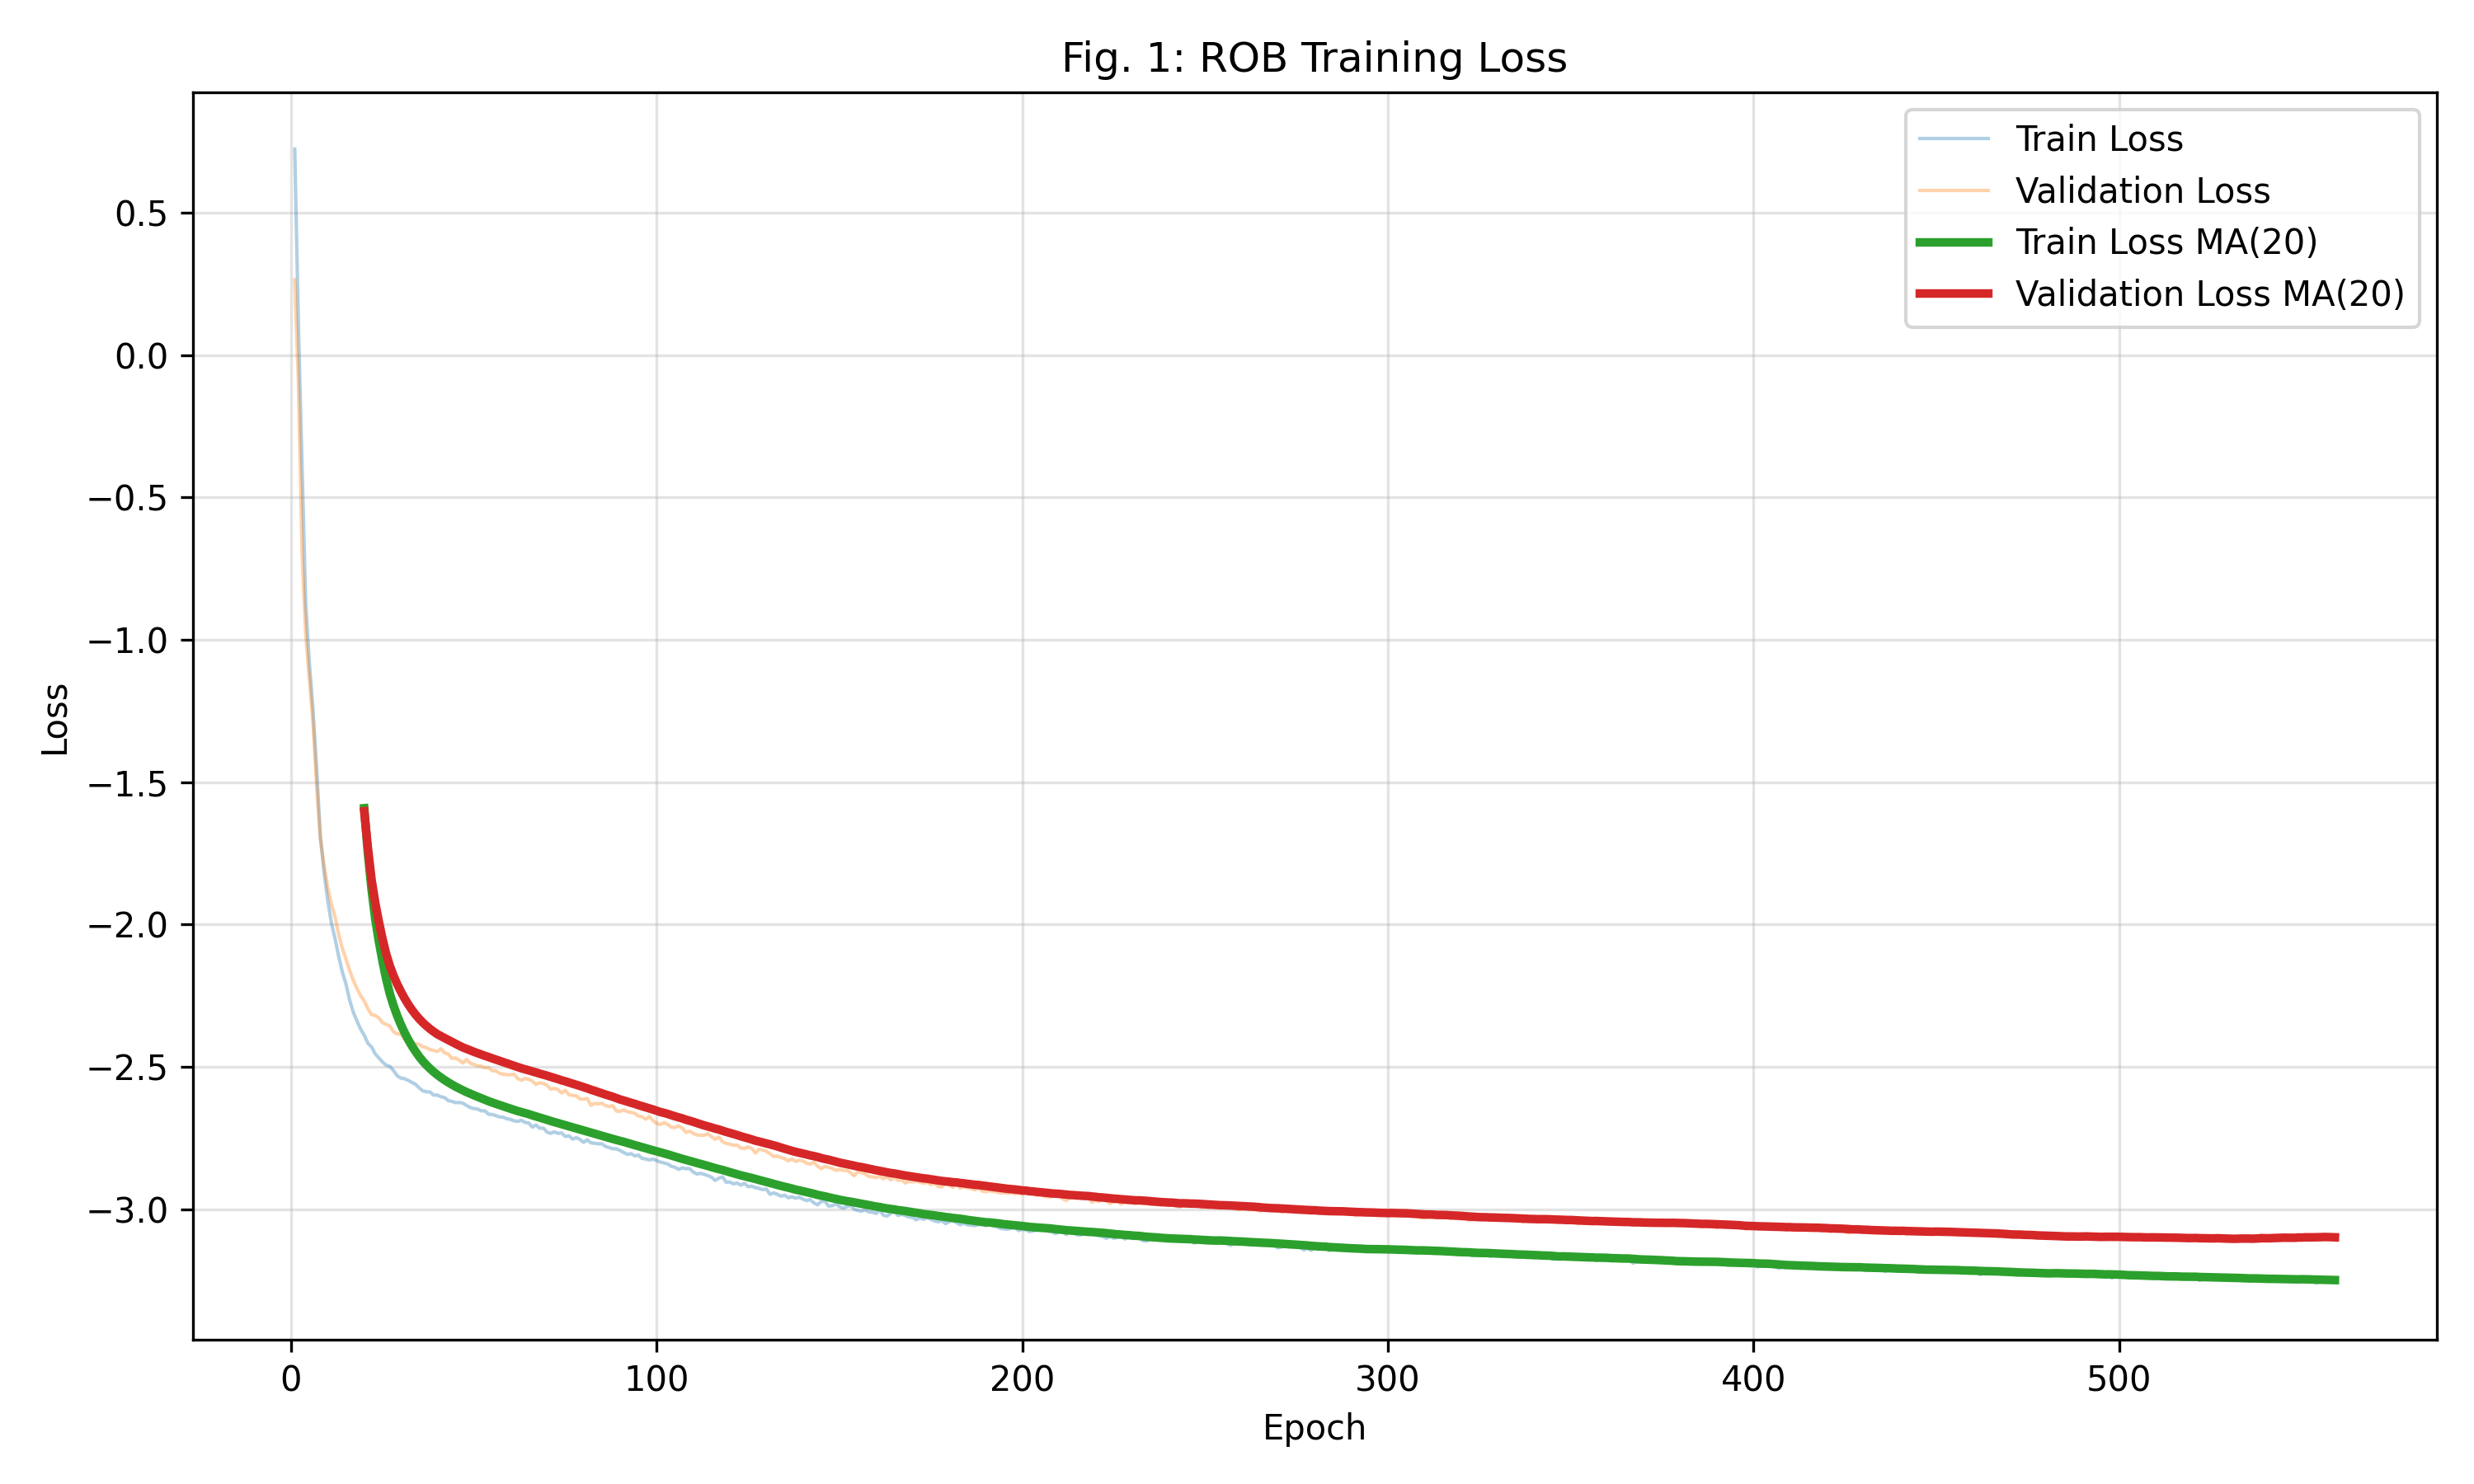 Fig. 1: ROB Training Loss
Train Loss
Validation Loss
Train Loss MA(20)
Validation Loss MA(20)
0.5
0.0
−0.5
−1.0
−1.5
−2.0
−2.5
−3.0
Loss
0 100 200 300 400 500
Epoch